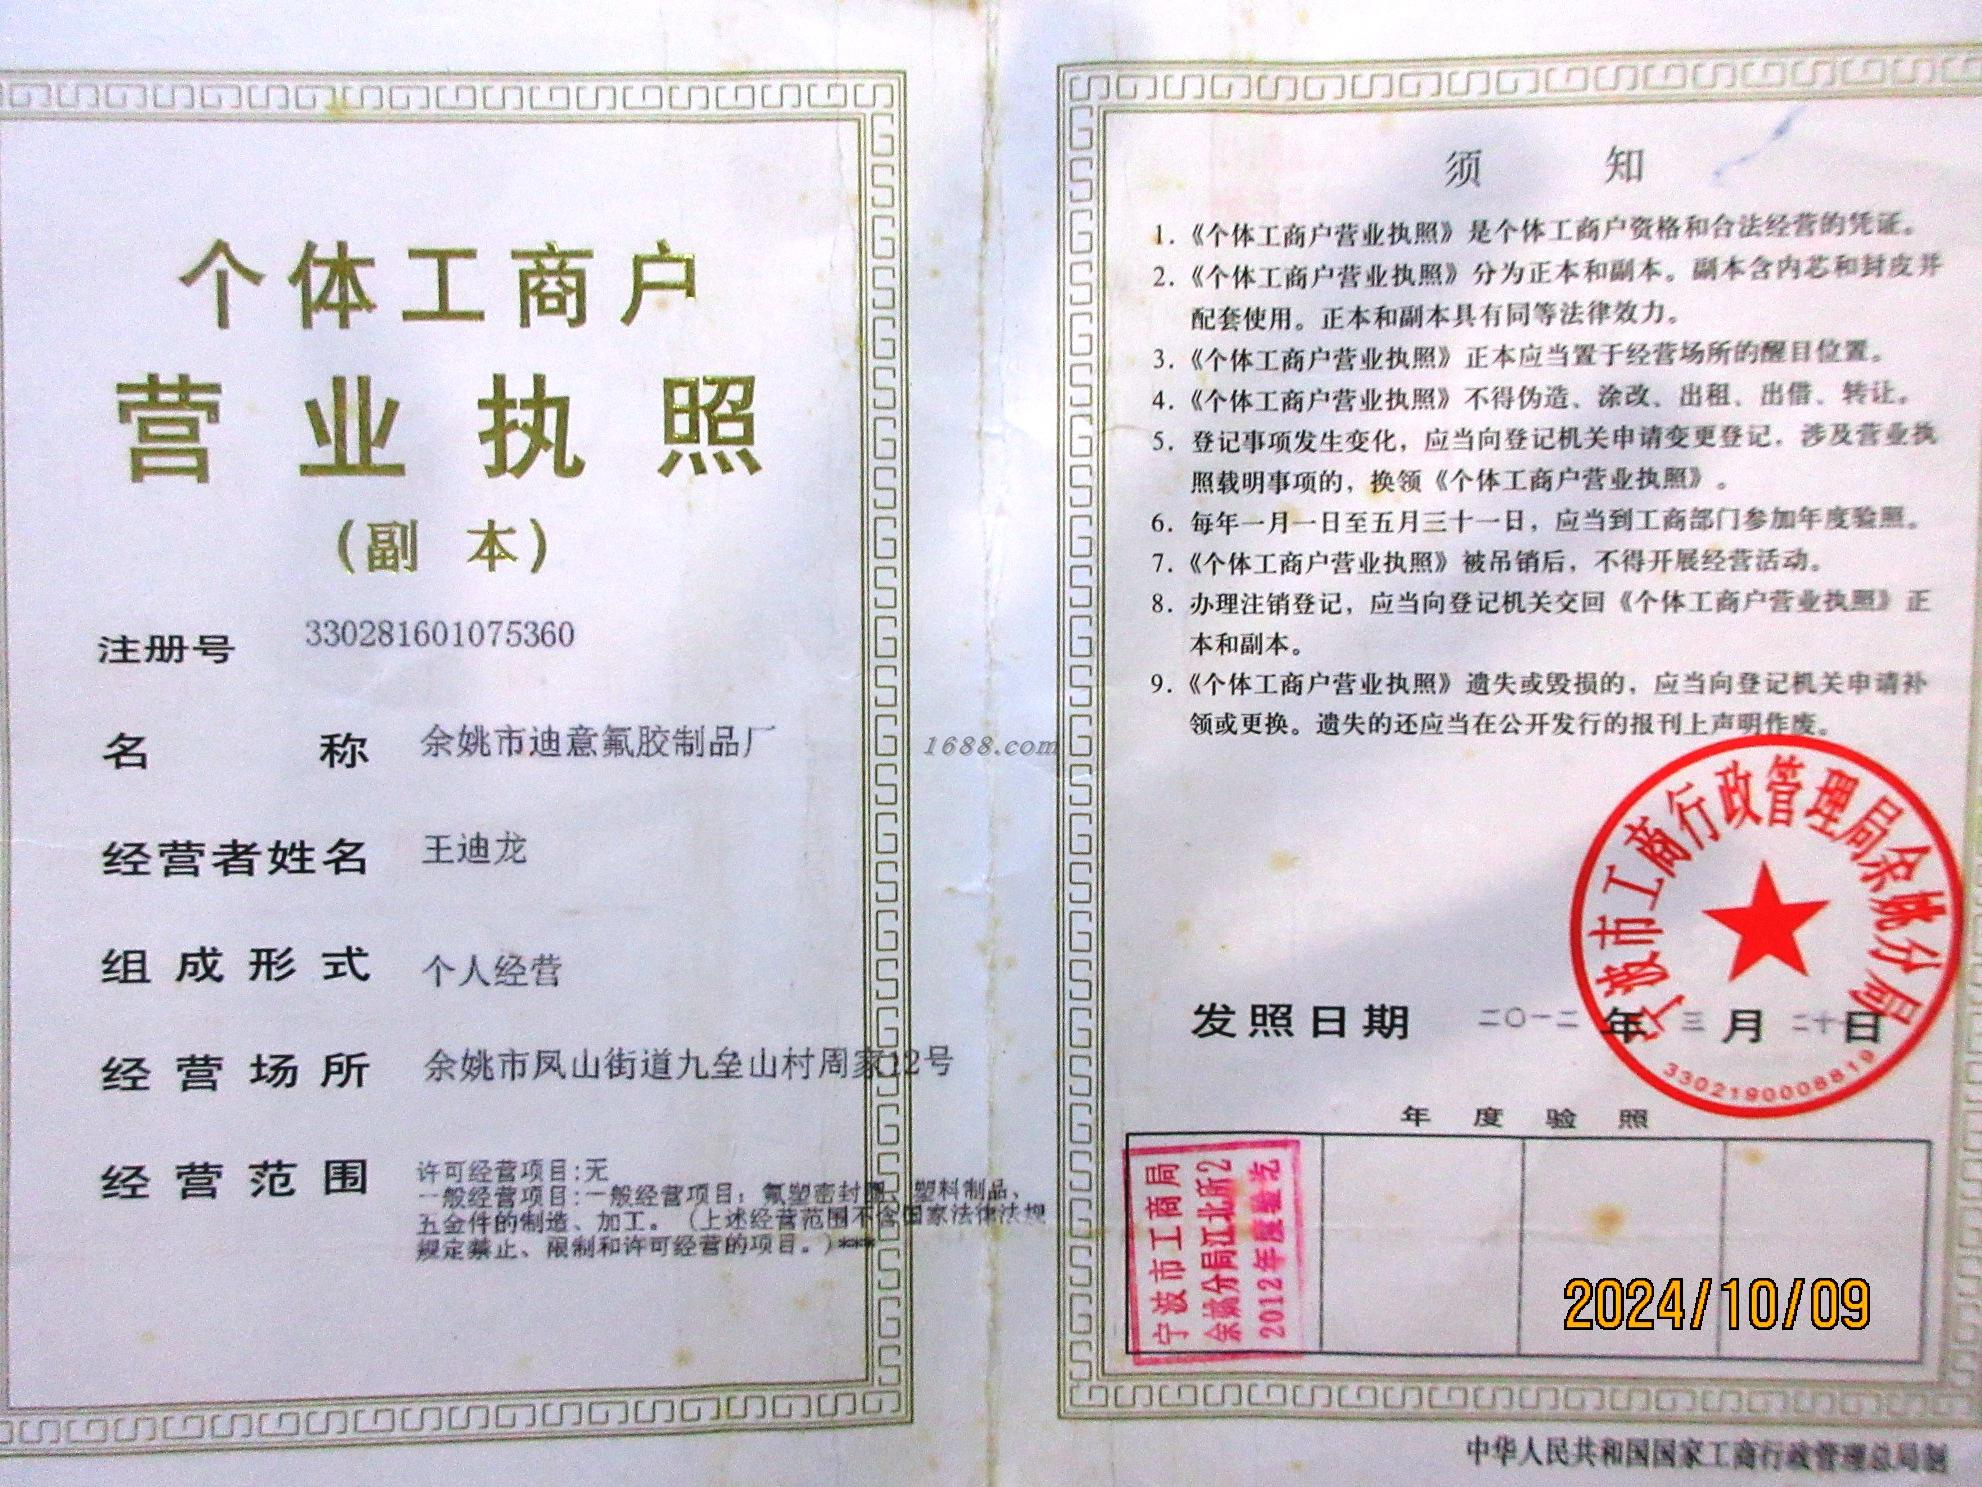 个体工商户
营业执照
（副 本）
注册号 330281601075360
名称 余姚市迪意氟胶制品厂
经营者姓名 王迪龙
组成形式 个人经营
经营场所 余姚市凤山街道九垒山村周家12号
经营范围 许可经营项目:无
一般经营项目:一般经营项目：氟塑密封圈、塑料制品、
五金件的制造、加工。（上述经营范围不含国家法律法规
规定禁止、限制和许可经营的项目。）***
1688.com
须 知
1.《个体工商户营业执照》是个体工商户资格和合法经营的凭证。
2.《个体工商户营业执照》分为正本和副本。副本含内芯和封皮并
配套使用。正本和副本具有同等法律效力。
3.《个体工商户营业执照》正本应当置于经营场所的醒目位置。
4.《个体工商户营业执照》不得伪造、涂改、出租、出借、转让。
5. 登记事项发生变化，应当向登记机关申请变更登记，涉及营业执
照载明事项的，换领《个体工商户营业执照》。
6. 每年一月一日至五月三十一日，应当到工商部门参加年度验照。
7.《个体工商户营业执照》被吊销后，不得开展经营活动。
8. 办理注销登记，应当向登记机关交回《个体工商户营业执照》正
本和副本。
9.《个体工商户营业执照》遗失或毁损的，应当向登记机关申请补
领或更换。遗失的还应当在公开发行的报刊上声明作废。
宁波市工商行政管理局余姚分局
发照日期 二〇一二年三月二十日
3302190008819
年度验照
宁波市工商局
余姚分局江北所2
2012年度验讫
2024/10/09
中华人民共和国国家工商行政管理总局制